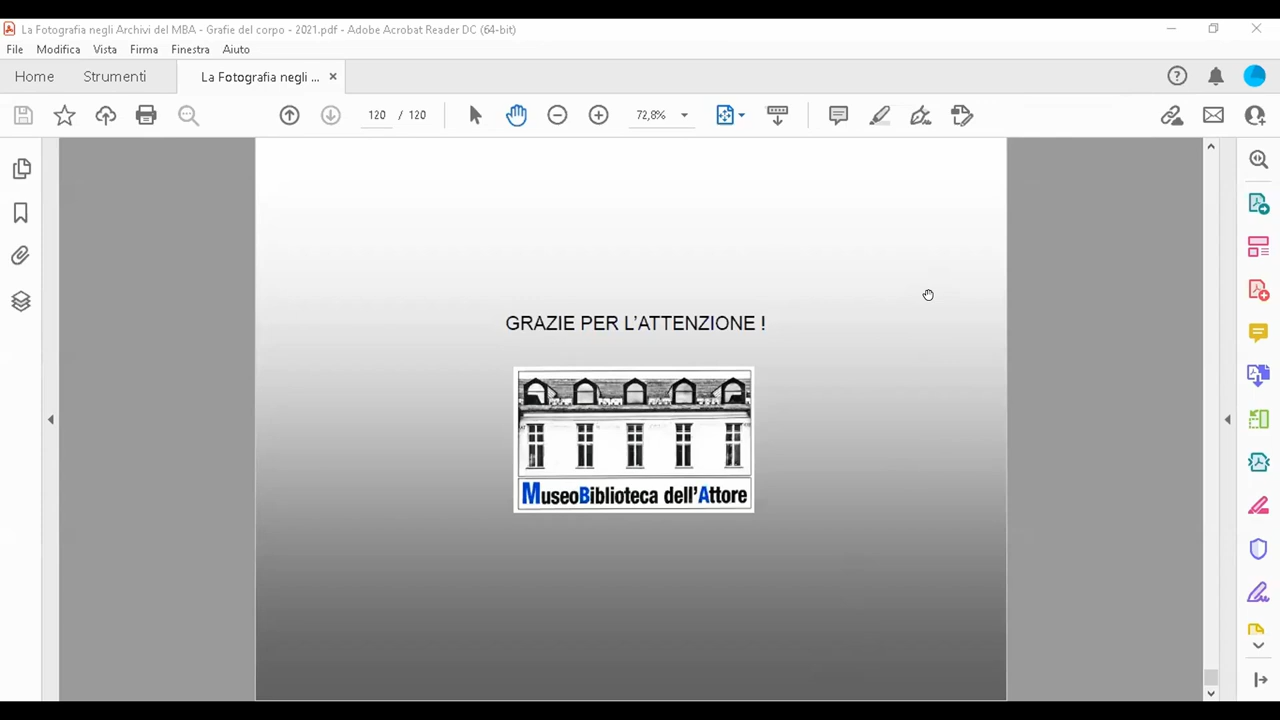 La Fotografia negli Archivi del MBA - Grafie del corpo - 2021.pdf - Adobe Acrobat Reader DC (64-bit)
File Modifica Vista Firma Finestra Aiuto
Home Strumenti La Fotografia negli ... ×
120 / 120 72,8%
GRAZIE PER L’ATTENZIONE !
MuseoBiblioteca dell’Attore